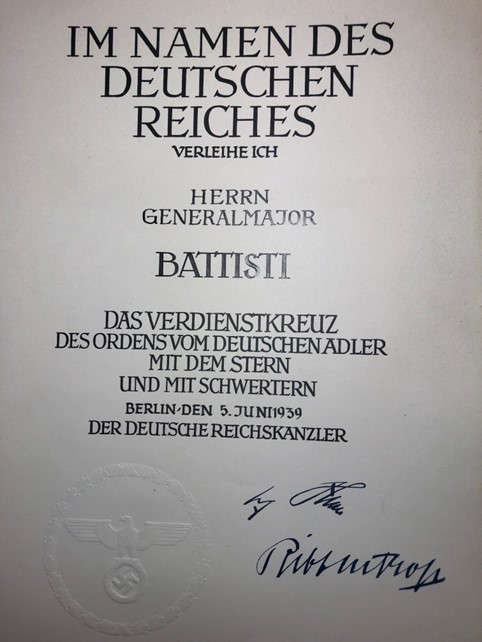 IM NAMEN DES
DEUTSCHEN
REICHES
VERLEIHE ICH
HERRN
GENERALMAJOR
BATTISTI
DAS VERDIENSTKREUZ
DES ORDENS VOM DEUTSCHEN ADLER
MIT DEM STERN
UND MIT SCHWERTERN
BERLIN·DEN 5. JUNI 1939
DER DEUTSCHE REICHSKANZLER
Ribbentrop